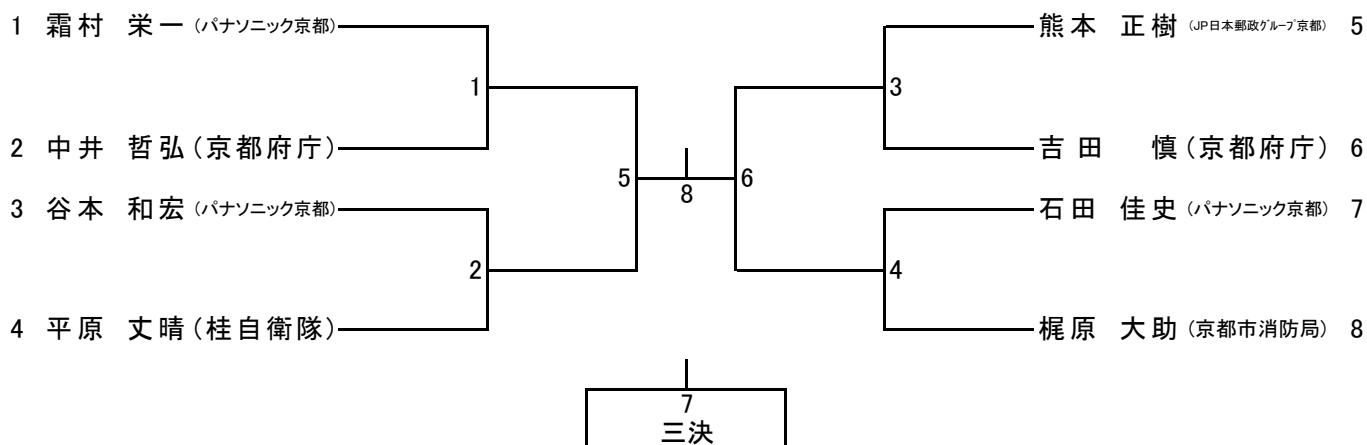 1 霜村 栄一 (パナソニック京都)
1
2 中井 哲弘 (京都府庁)
3 谷本 和宏 (パナソニック京都)
2
4 平原 丈晴 (桂自衛隊)
5
8
6
熊本 正樹 (JP日本郵政グループ京都) 5
3
吉田 慎 (京都府庁) 6
石田 佳史 (パナソニック京都) 7
4
梶原 大助 (京都市消防局) 8
7
三決